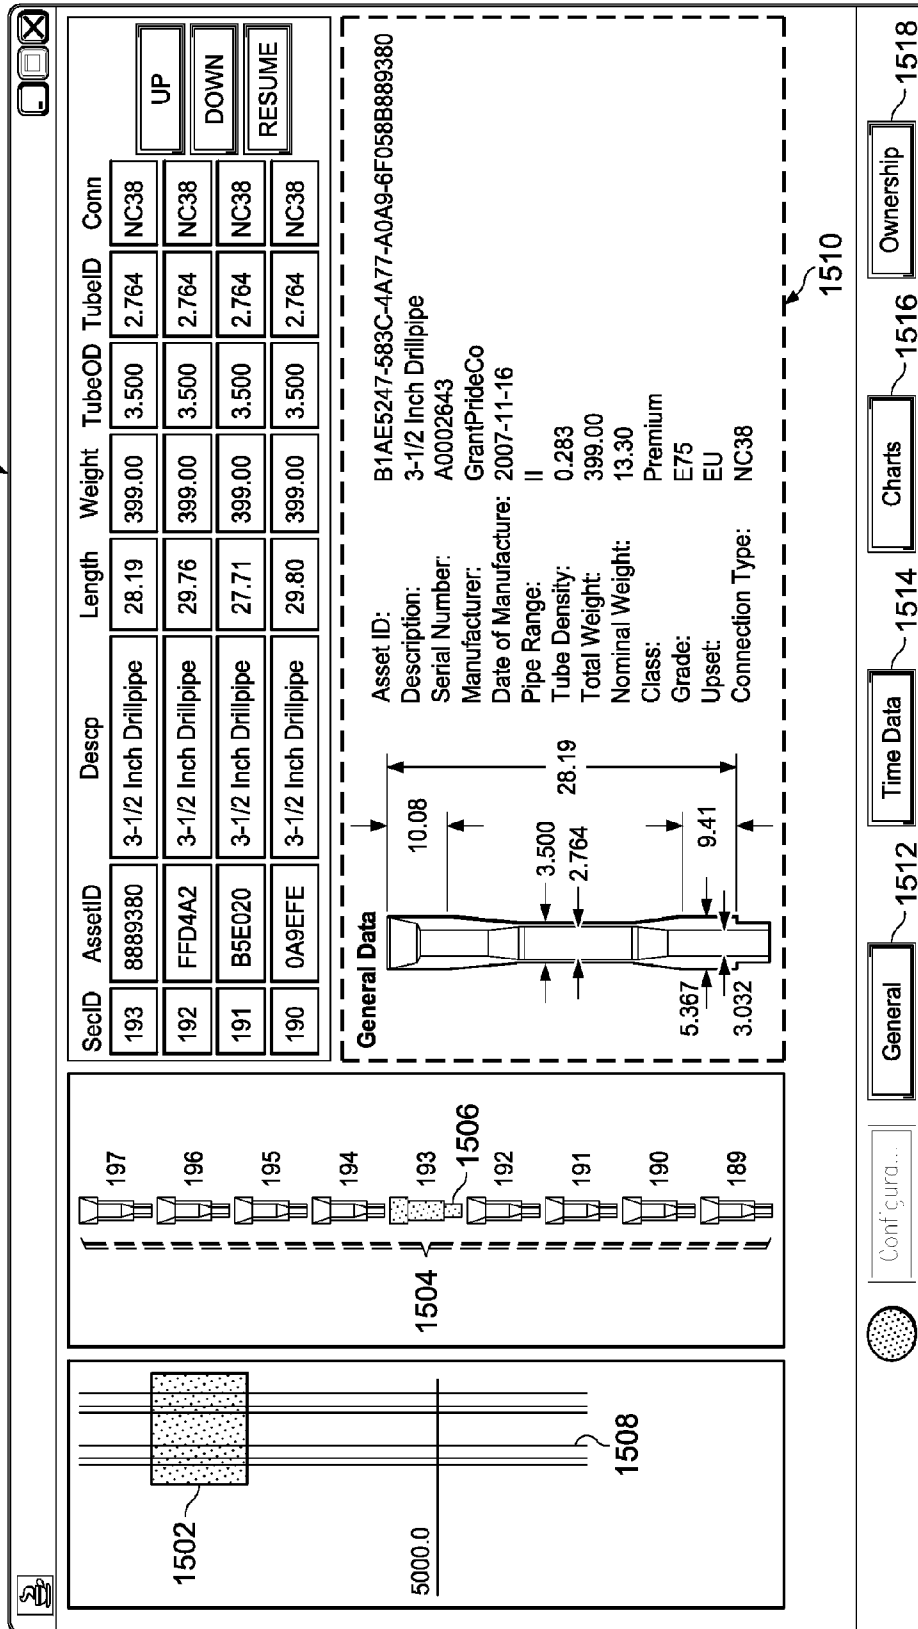 SecID AssetID Descp Length Weight TubeOD TubeID Conn
193 8889380 3-1/2 Inch Drillpipe 28.19 399.00 3.500 2.764 NC38
192 FFD4A2 3-1/2 Inch Drillpipe 29.76 399.00 3.500 2.764 NC38
191 B5E020 3-1/2 Inch Drillpipe 27.71 399.00 3.500 2.764 NC38
190 0A9EFE 3-1/2 Inch Drillpipe 29.80 399.00 3.500 2.764 NC38
UP
DOWN
RESUME
1502
5000.0
1508
197
196
195
194
193
1506
192
191
190
189
1504
General Data
10.08
28.19
3.500
2.764
9.41
5.367
3.032
Asset ID: B1AE5247-583C-4A77-A0A9-6F058B889380
Description: 3-1/2 Inch Drillpipe
Serial Number: A0002643
Manufacturer: GrantPrideCo
Date of Manufacture: 2007-11-16
Pipe Range: II
Tube Density: 0.283
Total Weight: 399.00
Nominal Weight: 13.30
Class: Premium
Grade: E75
Upset: EU
Connection Type: NC38
1510
Configura...
General
1512
Time Data
1514
Charts
1516
Ownership
1518